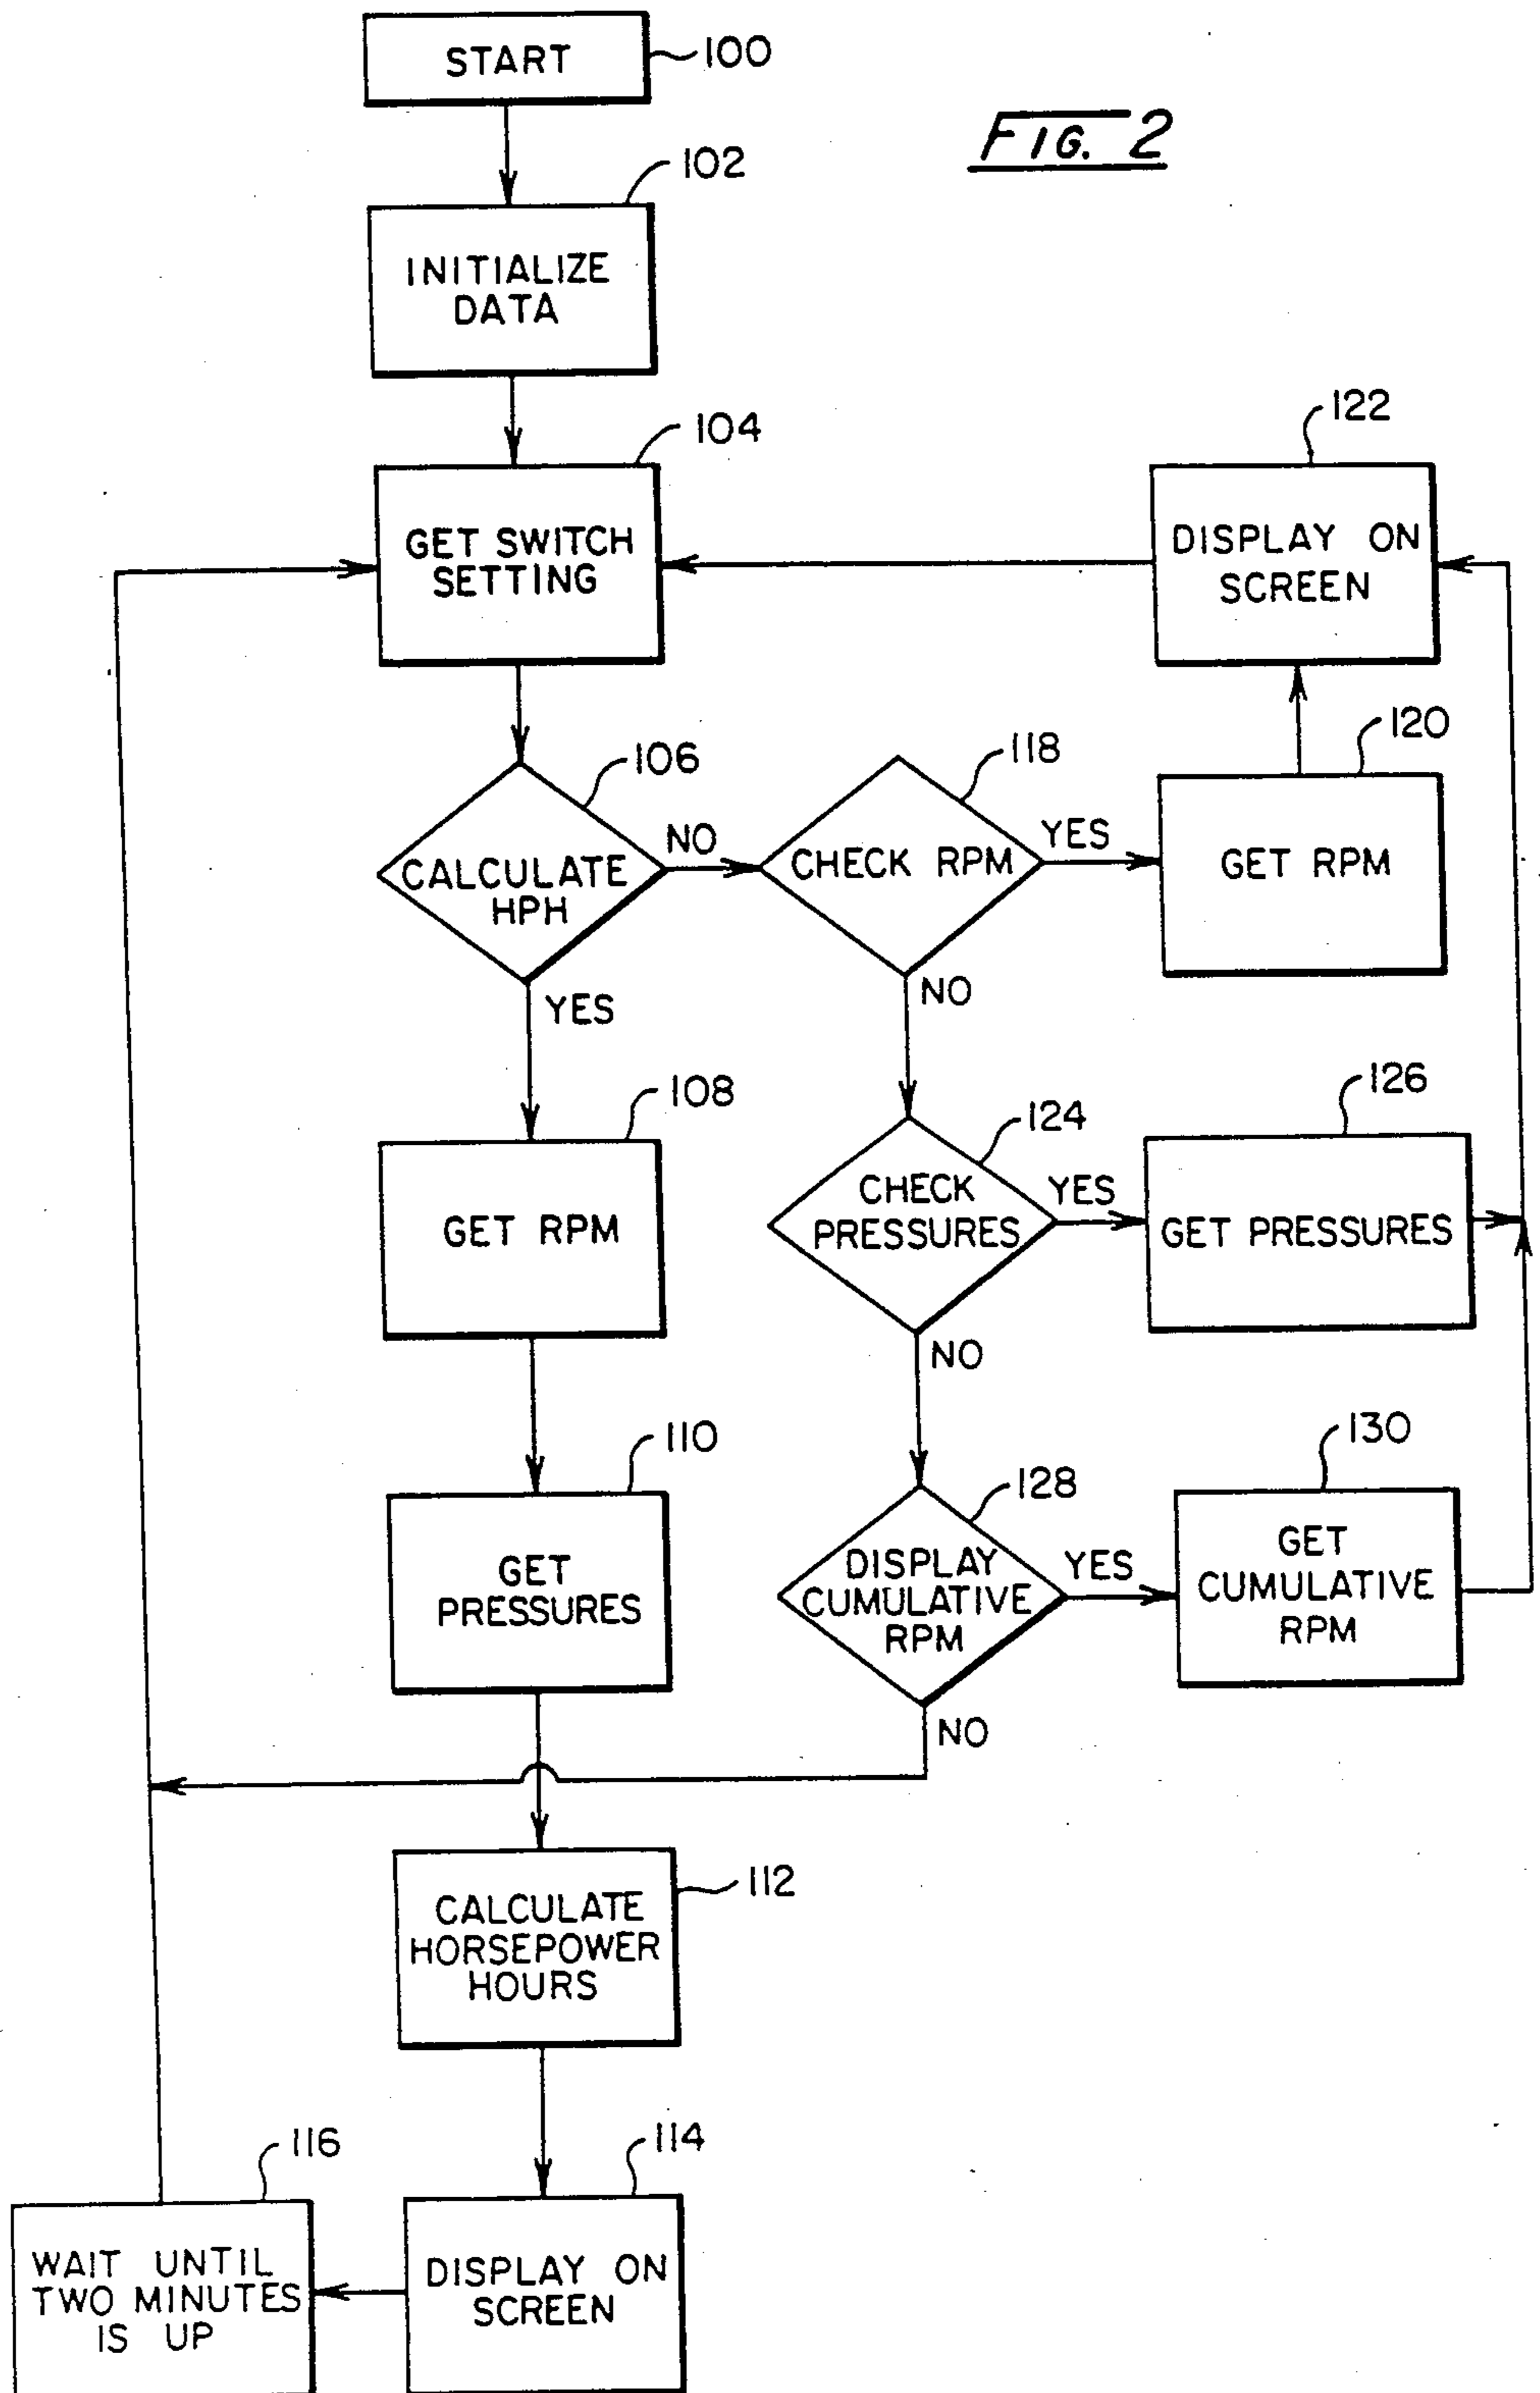 START
100
FIG. 2
102
INITIALIZE
DATA
104
GET SWITCH
SETTING
122
DISPLAY ON
SCREEN
106
CALCULATE
HPH
NO
118
CHECK RPM
YES
120
GET RPM
YES
NO
108
GET RPM
124
CHECK
PRESSURES
YES
126
GET PRESSURES
NO
110
GET
PRESSURES
128
DISPLAY
CUMULATIVE
RPM
YES
130
GET
CUMULATIVE
RPM
NO
112
CALCULATE
HORSEPOWER
HOURS
116
WAIT UNTIL
TWO MINUTES
IS UP
114
DISPLAY ON
SCREEN